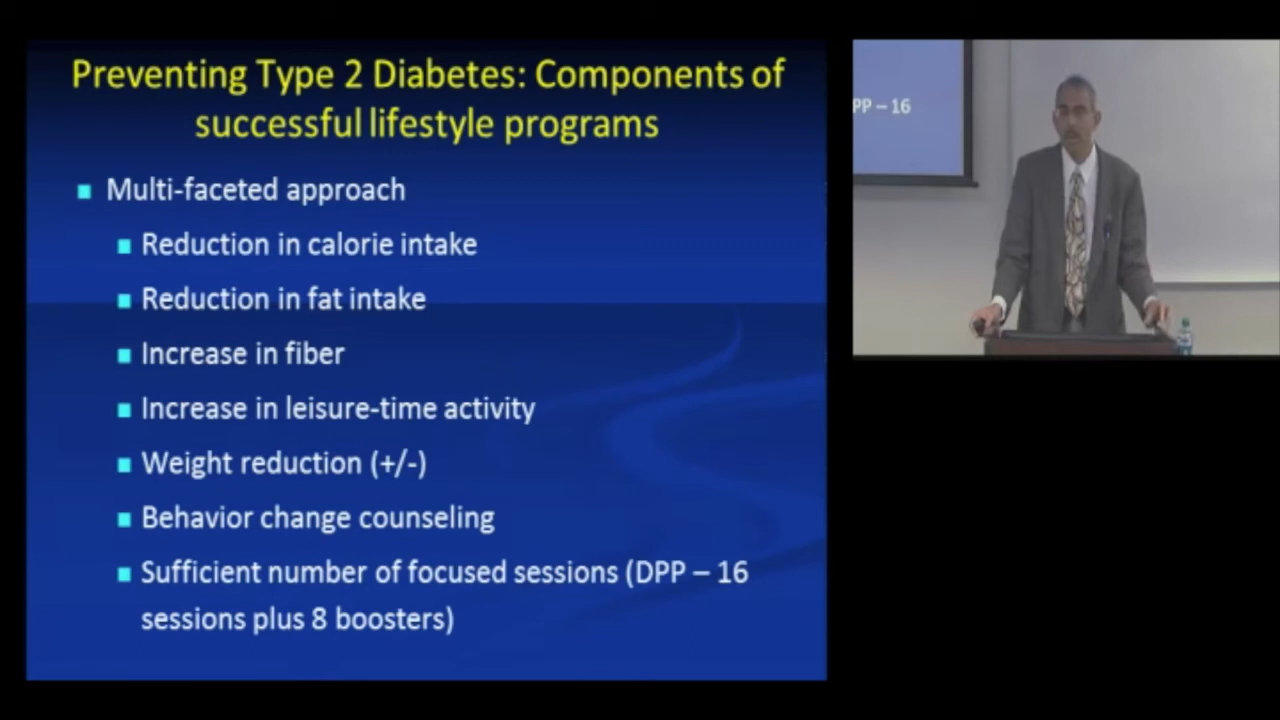 Preventing Type 2 Diabetes: Components of
successful lifestyle programs
Multi-faceted approach
Reduction in calorie intake
Reduction in fat intake
Increase in fiber
Increase in leisure-time activity
Weight reduction (+/-)
Behavior change counseling
Sufficient number of focused sessions (DPP – 16
sessions plus 8 boosters)
PP – 16